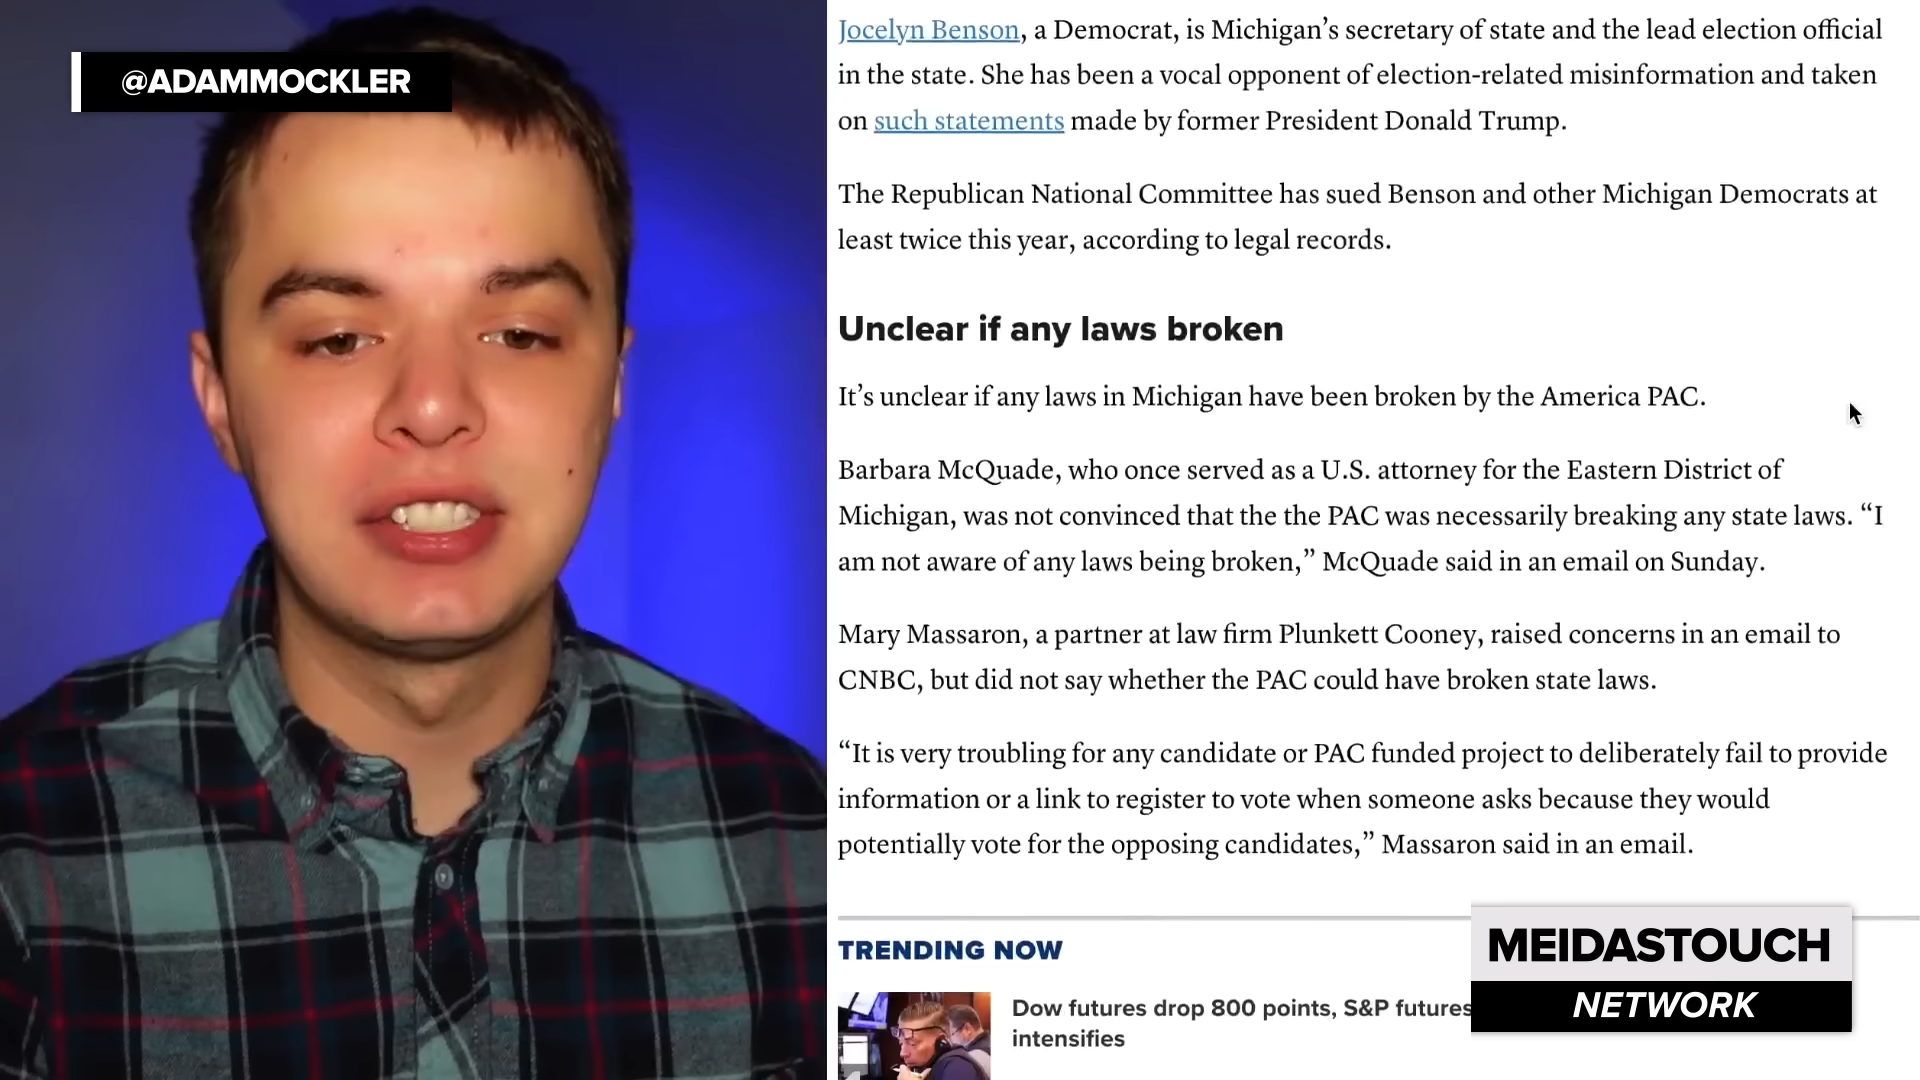 @ADAMMOCKLER
Jocelyn Benson, a Democrat, is Michigan’s secretary of state and the lead election official
in the state. She has been a vocal opponent of election-related misinformation and taken
on such statements made by former President Donald Trump.
The Republican National Committee has sued Benson and other Michigan Democrats at
least twice this year, according to legal records.
Unclear if any laws broken
It’s unclear if any laws in Michigan have been broken by the America PAC.
Barbara McQuade, who once served as a U.S. attorney for the Eastern District of
Michigan, was not convinced that the the PAC was necessarily breaking any state laws. “I
am not aware of any laws being broken,” McQuade said in an email on Sunday.
Mary Massaron, a partner at law firm Plunkett Cooney, raised concerns in an email to
CNBC, but did not say whether the PAC could have broken state laws.
“It is very troubling for any candidate or PAC funded project to deliberately fail to provide
information or a link to register to vote when someone asks because they would
potentially vote for the opposing candidates,” Massaron said in an email.
TRENDING NOW
Dow futures drop 800 points, S&P futures
intensifies
MEIDASTOUCH
NETWORK